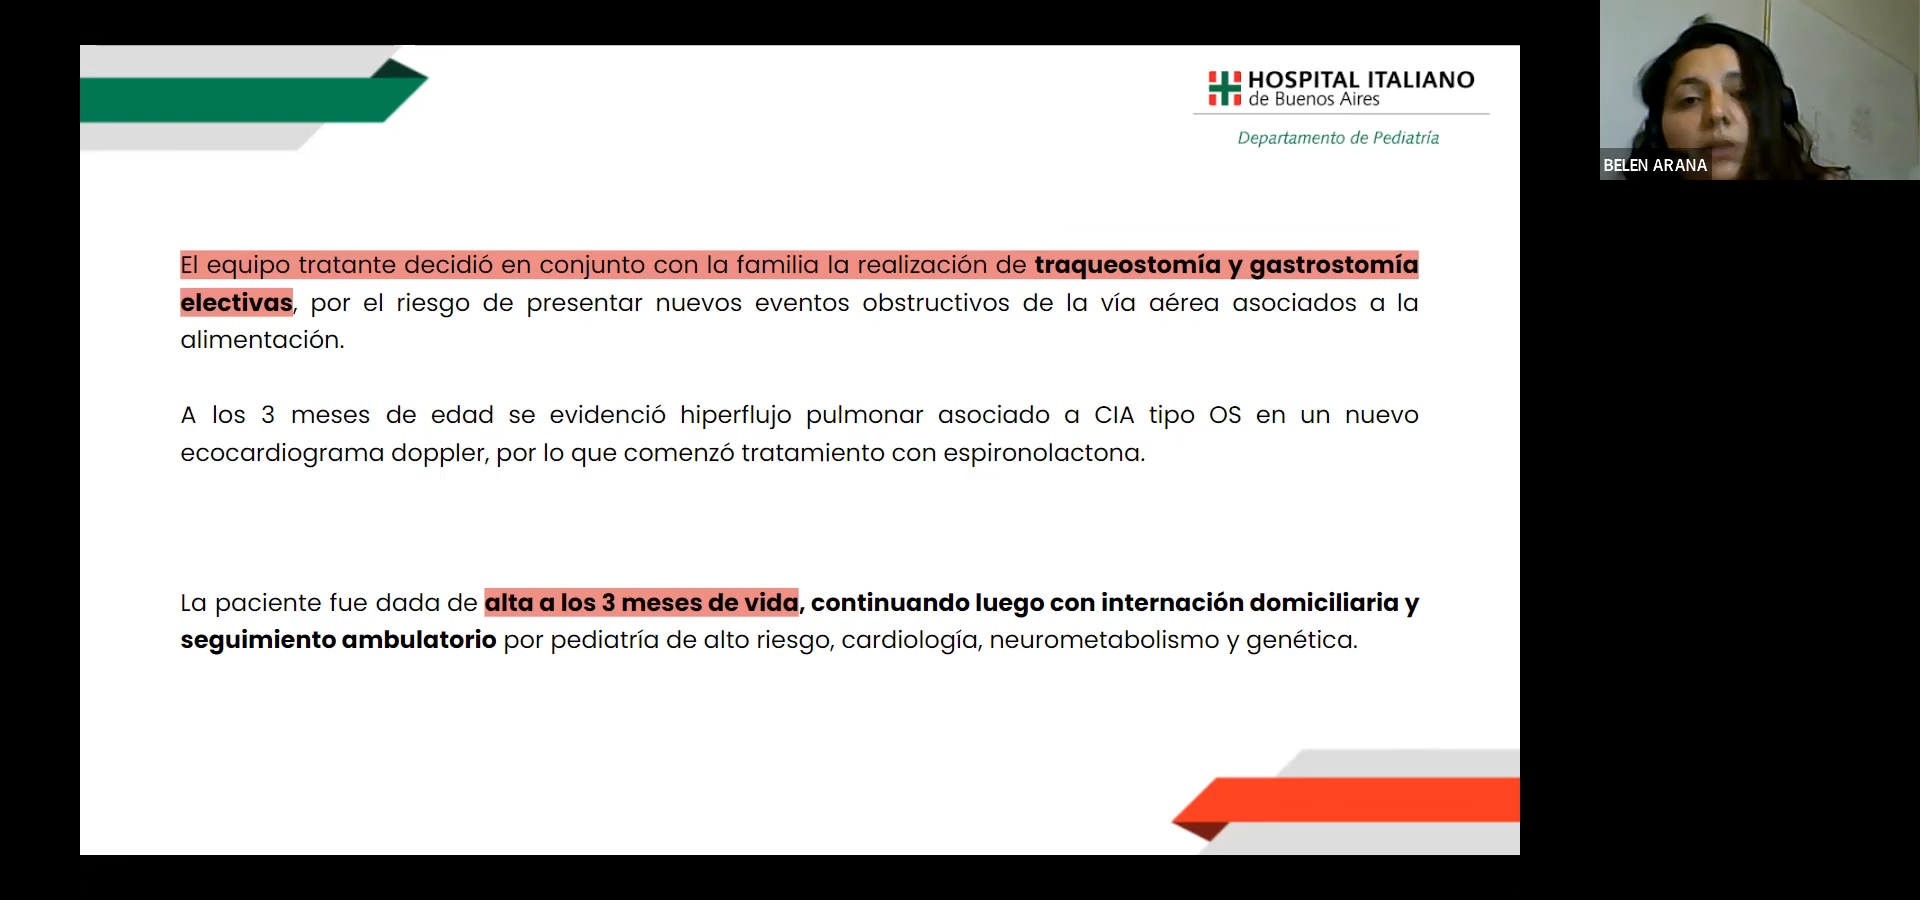 HOSPITAL ITALIANO
de Buenos Aires
Departamento de Pediatría
BELEN ARANA
El equipo tratante decidió en conjunto con la familia la realización de traqueostomía y gastrostomía
electivas, por el riesgo de presentar nuevos eventos obstructivos de la vía aérea asociados a la
alimentación.
A los 3 meses de edad se evidenció hiperflujo pulmonar asociado a CIA tipo OS en un nuevo
ecocardiograma doppler, por lo que comenzó tratamiento con espironolactona.
La paciente fue dada de alta a los 3 meses de vida, continuando luego con internación domiciliaria y
seguimiento ambulatorio por pediatría de alto riesgo, cardiología, neurometabolismo y genética.